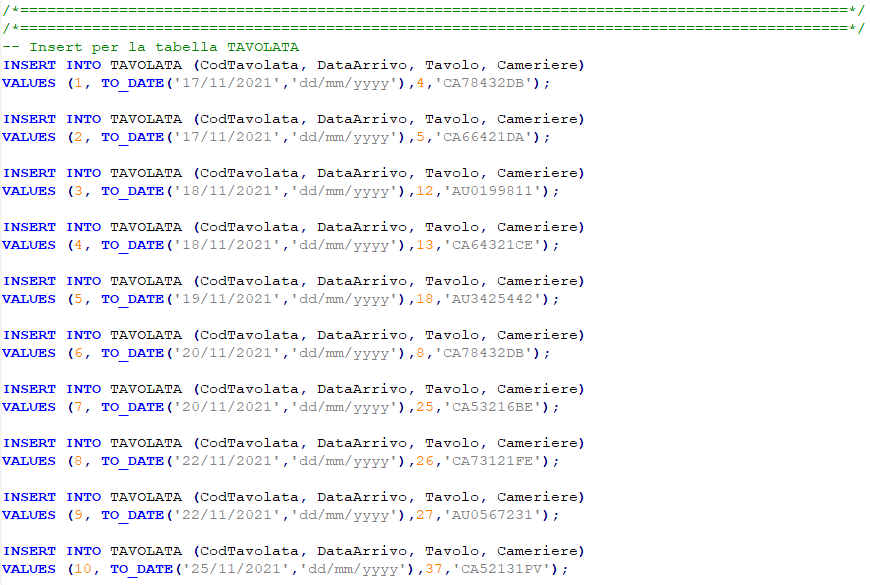 /*============================================================================================*/
/*============================================================================================*/
-- Insert per la tabella TAVOLATA
INSERT INTO TAVOLATA (CodTavolata, DataArrivo, Tavolo, Cameriere)
VALUES (1, TO_DATE('17/11/2021','dd/mm/yyyy'),4,'CA78432DB');
INSERT INTO TAVOLATA (CodTavolata, DataArrivo, Tavolo, Cameriere)
VALUES (2, TO_DATE('17/11/2021','dd/mm/yyyy'),5,'CA66421DA');
INSERT INTO TAVOLATA (CodTavolata, DataArrivo, Tavolo, Cameriere)
VALUES (3, TO_DATE('18/11/2021','dd/mm/yyyy'),12,'AU0199811');
INSERT INTO TAVOLATA (CodTavolata, DataArrivo, Tavolo, Cameriere)
VALUES (4, TO_DATE('18/11/2021','dd/mm/yyyy'),13,'CA64321CE');
INSERT INTO TAVOLATA (CodTavolata, DataArrivo, Tavolo, Cameriere)
VALUES (5, TO_DATE('19/11/2021','dd/mm/yyyy'),18,'AU3425442');
INSERT INTO TAVOLATA (CodTavolata, DataArrivo, Tavolo, Cameriere)
VALUES (6, TO_DATE('20/11/2021','dd/mm/yyyy'),8,'CA78432DB');
INSERT INTO TAVOLATA (CodTavolata, DataArrivo, Tavolo, Cameriere)
VALUES (7, TO_DATE('20/11/2021','dd/mm/yyyy'),25,'CA53216BE');
INSERT INTO TAVOLATA (CodTavolata, DataArrivo, Tavolo, Cameriere)
VALUES (8, TO_DATE('22/11/2021','dd/mm/yyyy'),26,'CA73121FE');
INSERT INTO TAVOLATA (CodTavolata, DataArrivo, Tavolo, Cameriere)
VALUES (9, TO_DATE('22/11/2021','dd/mm/yyyy'),27,'AU0567231');
INSERT INTO TAVOLATA (CodTavolata, DataArrivo, Tavolo, Cameriere)
VALUES (10, TO_DATE('25/11/2021','dd/mm/yyyy'),37,'CA52131PV');